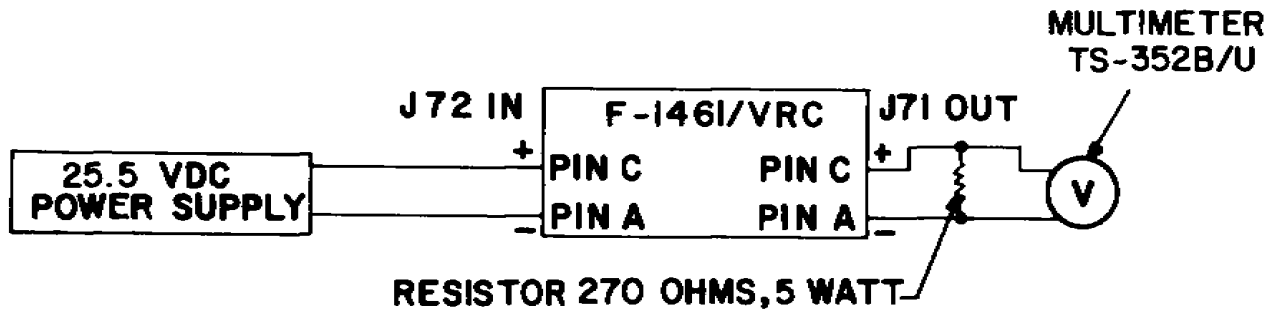 MULTIMETER
TS-352B/U
J72 IN
F-1461/VRC
J71 OUT
+
PIN C
PIN C
+
25.5 VDC
POWER SUPPLY
-
PIN A
PIN A
-
V
RESISTOR 270 OHMS, 5 WATT